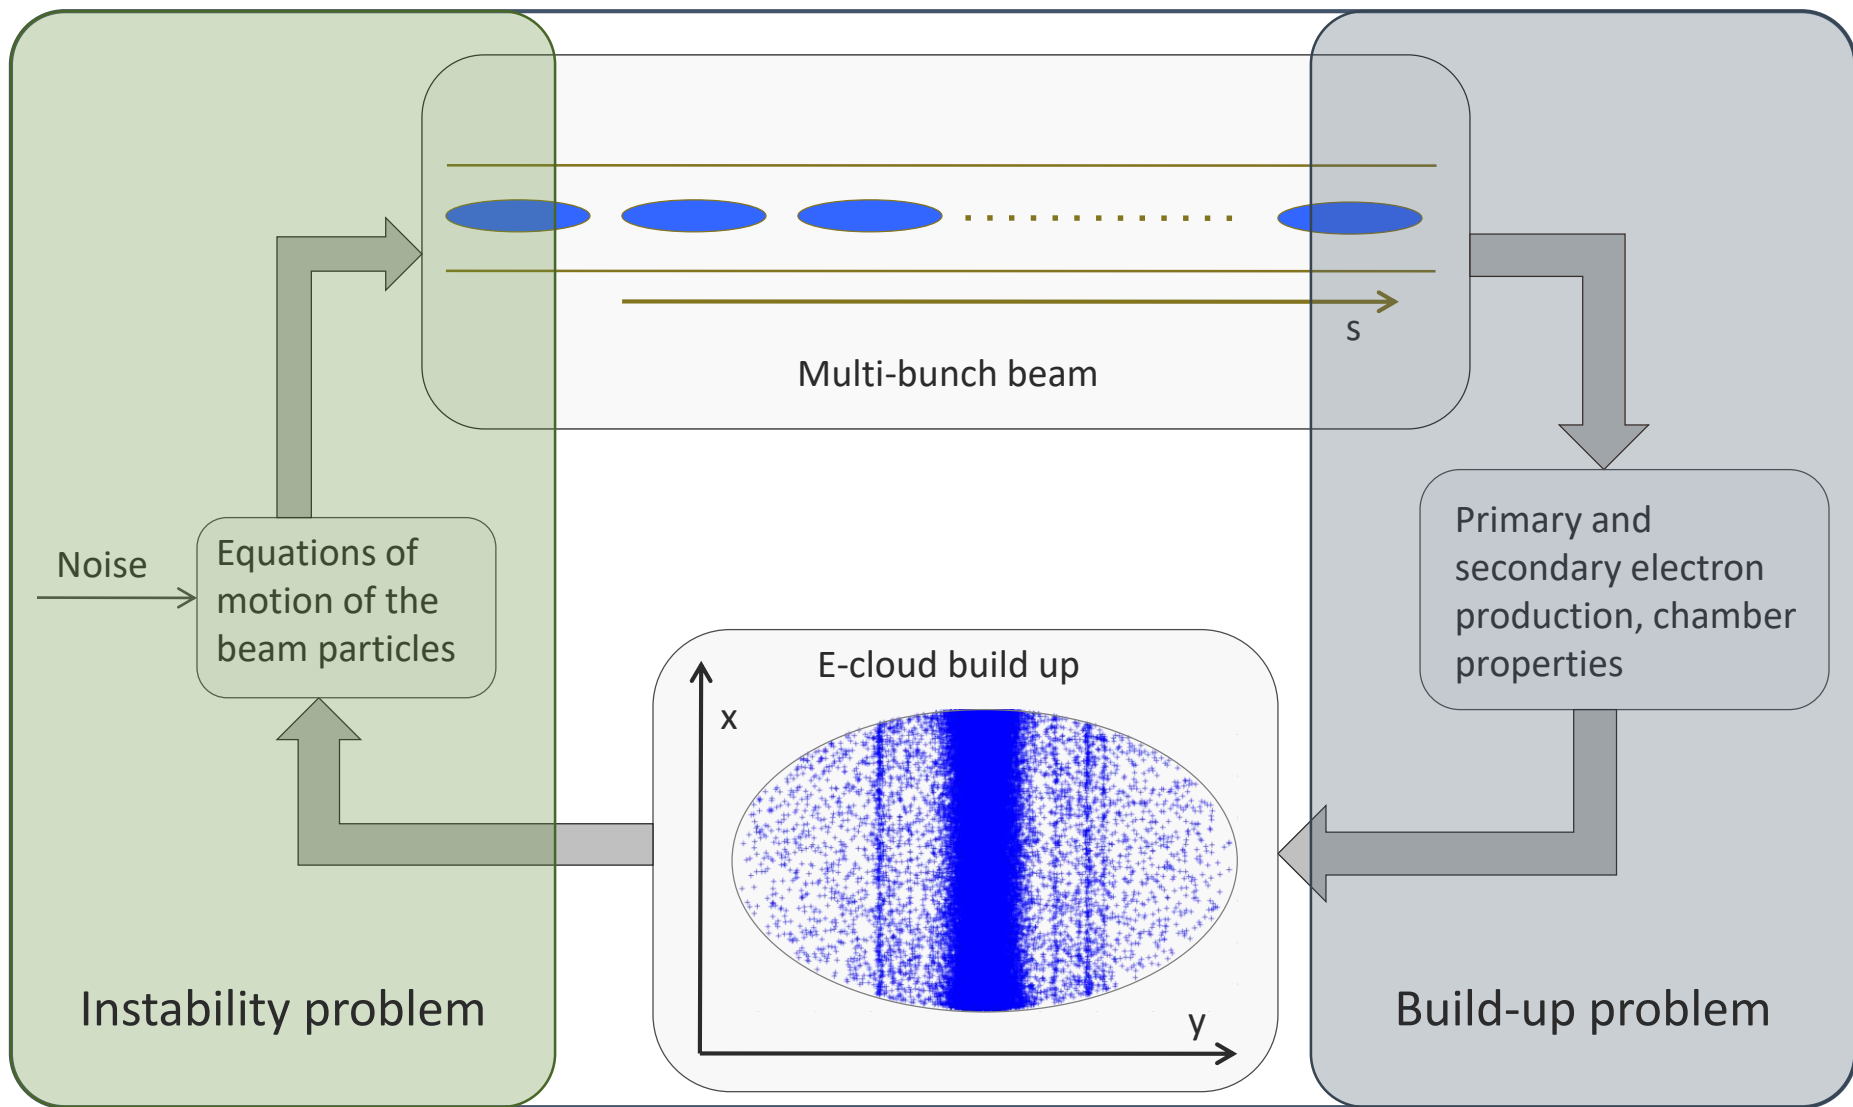 s
Multi-bunch beam
Noise
Equations of
motion of the
beam particles
Primary and
secondary electron
production, chamber
properties
E-cloud build up
x
y
Instability problem
Build-up problem